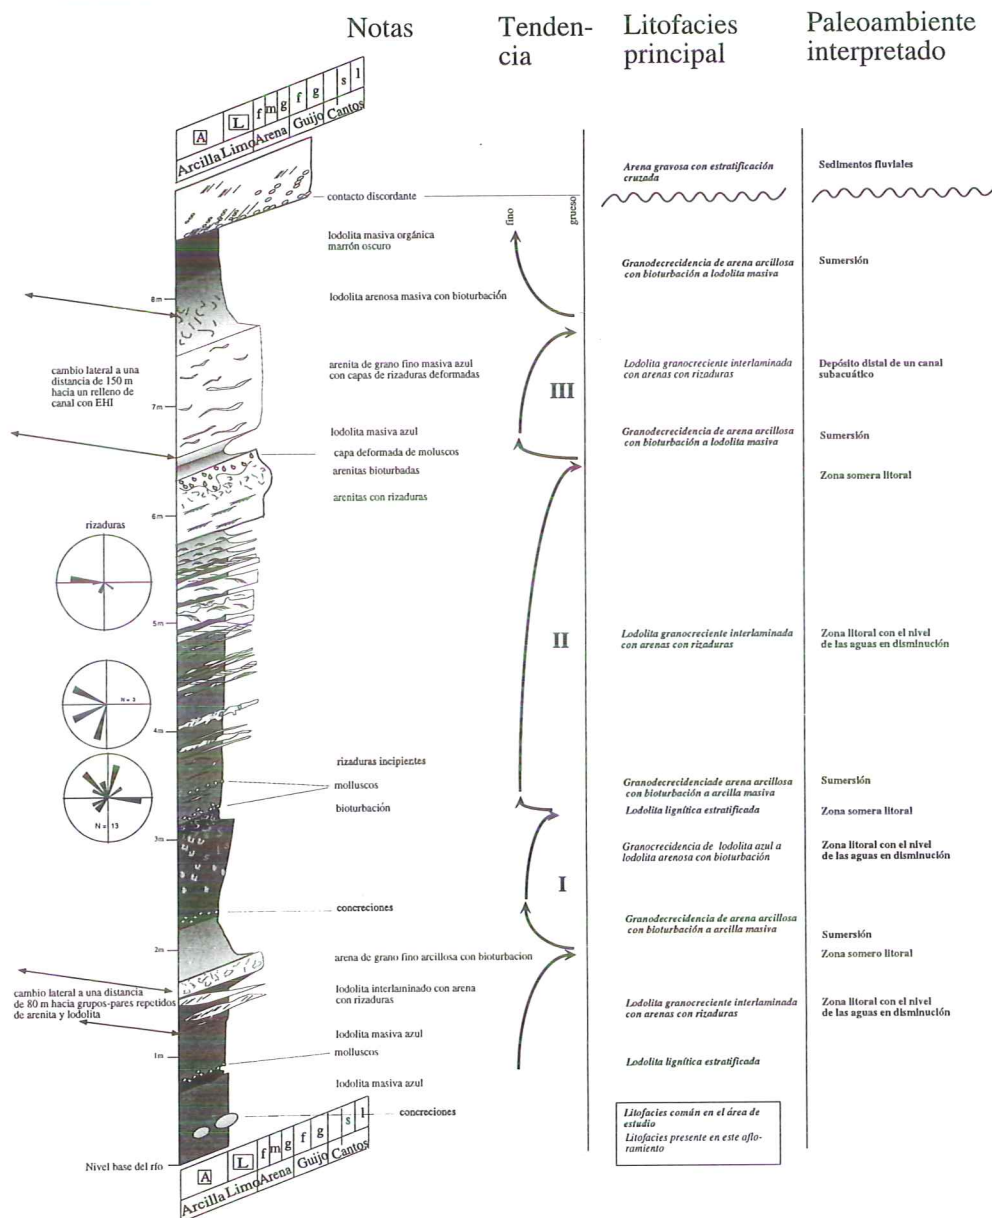 Notas
Tenden-
cia
Litofacies
principal
Paleoambiente
interpretado
A L f m g f g s l
Arcilla Limo Arena Guijo Cantos
contacto discordante
lodolita masiva orgánica
marrón oscuro
lodolita arenosa masiva con bioturbación
arenita de grano fino masiva azul
con capas de rizaduras deformadas
lodolita masiva azul
capa deformada de moluscos
arenitas bioturbadas
arenitas con rizaduras
rizaduras incipientes
molluscos
bioturbación
concreciones
arena de grano fino arcillosa con bioturbacion
lodolita interlaminado con arena
con rizaduras
lodolita masiva azul
molluscos
lodolita masiva azul
concreciones
cambio lateral a una
distancia de 150 m
hacia un relleno de
canal con EHI
rizaduras
N = 3
N = 13
cambio lateral a una distancia
de 80 m hacia grupos-pares repetidos
de arenita y lodolita
8m
7m
6m
5m
4m
3m
2m
1m
Nivel base del río
A L f m g f g s l
Arcilla Limo Arena Guijo Cantos
fino
grueso
III
II
I
Arena gravosa con estratificación
cruzada
Granodecrecidencia de arena arcillosa
con bioturbación a lodolita masiva
Lodolita granocreciente interlaminada
con arenas con rizaduras
Granodecrecidencia de arena arcillosa
con bioturbación a lodolita masiva
Lodolita granocreciente interlaminada
con arenas con rizaduras
Granodecrecidenciade arena arcillosa
con bioturbación a arcilla masiva
Lodolita lignítica estratificada
Granocrecidencia de lodolita azul a
lodolita arenosa con bioturbación
Granodecrecidencia de arena arcillosa
con bioturbación a arcilla masiva
Lodolita granocreciente interlaminada
con arenas con rizaduras
Lodolita lignítica estratificada
Litofacies común en el área de
estudio
Litofacies presente en este aflo-
ramiento
Sedimentos fluviales
Sumersión
Depósito distal de un canal
subacuático
Sumersión
Zona somera litoral
Zona litoral con el nivel
de las aguas en disminución
Sumersión
Zona somera litoral
Zona litoral con el nivel
de las aguas en disminución
Sumersión
Zona somero litoral
Zona litoral con el nivel
de las aguas en disminución